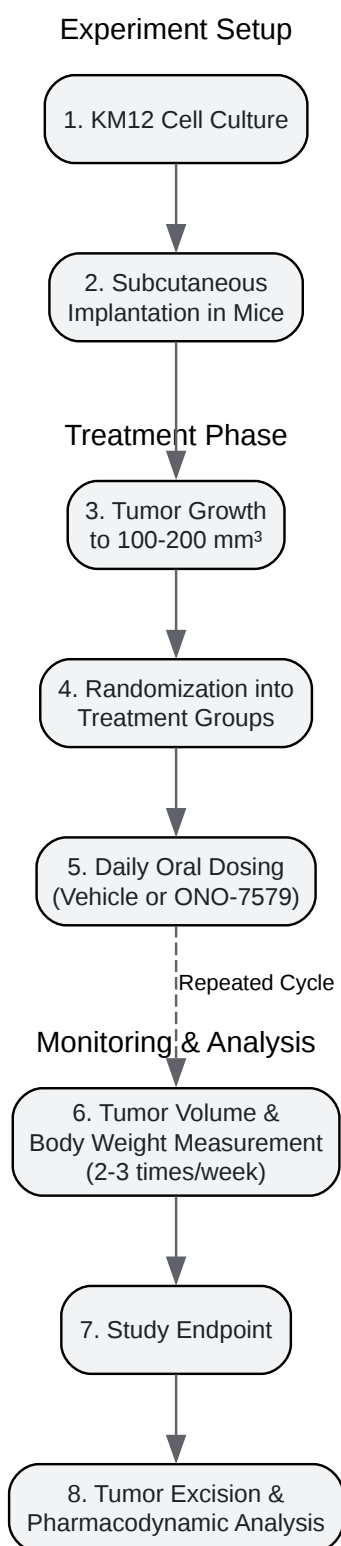 Experiment Setup
1. KM12 Cell Culture
2. Subcutaneous
Implantation in Mice
Treatment Phase
3. Tumor Growth
to 100-200 mm³
4. Randomization into
Treatment Groups
5. Daily Oral Dosing
(Vehicle or ONO-7579)
Repeated Cycle
Monitoring & Analysis
6. Tumor Volume &
Body Weight Measurement
(2-3 times/week)
7. Study Endpoint
8. Tumor Excision &
Pharmacodynamic Analysis